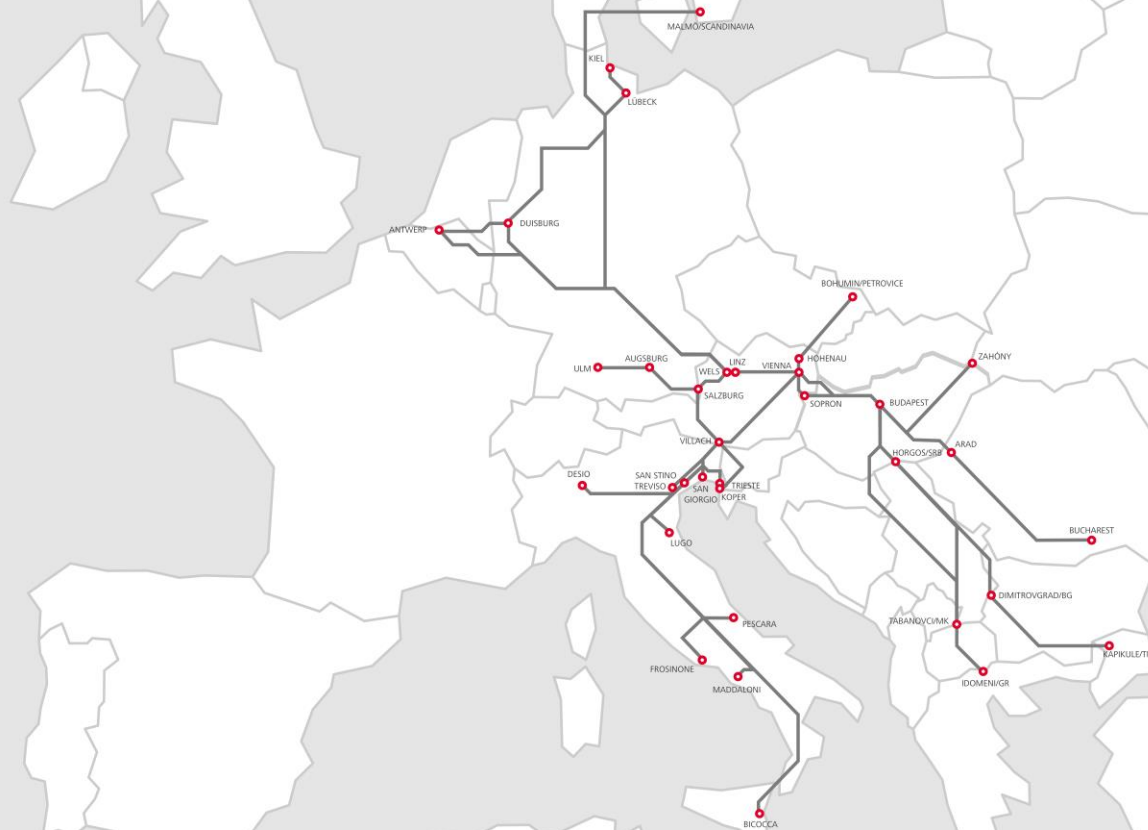 MALMÖ/SCANDINAVIA
KIEL
LÜBECK
ANTWERP
DUISBURG
BOHUMIN/PETROVICE
ULM
AUGSBURG
WELS
LINZ
VIENNA
HOHENAU
ZAHÓNY
SALZBURG
SOPRON
BUDAPEST
VILLACH
ARAD
HORGOS/SRB
DESIO
SAN STINO
TREVISO
SAN
GIORGIO
TRIESTE
KOPER
LUGO
BUCHAREST
DIMITROVGRAD/BG
PESCARA
TABANOVCI/MK
KAPIKULE/T
FROSINONE
MADDALONI
IDOMENI/GR
BICOCCA